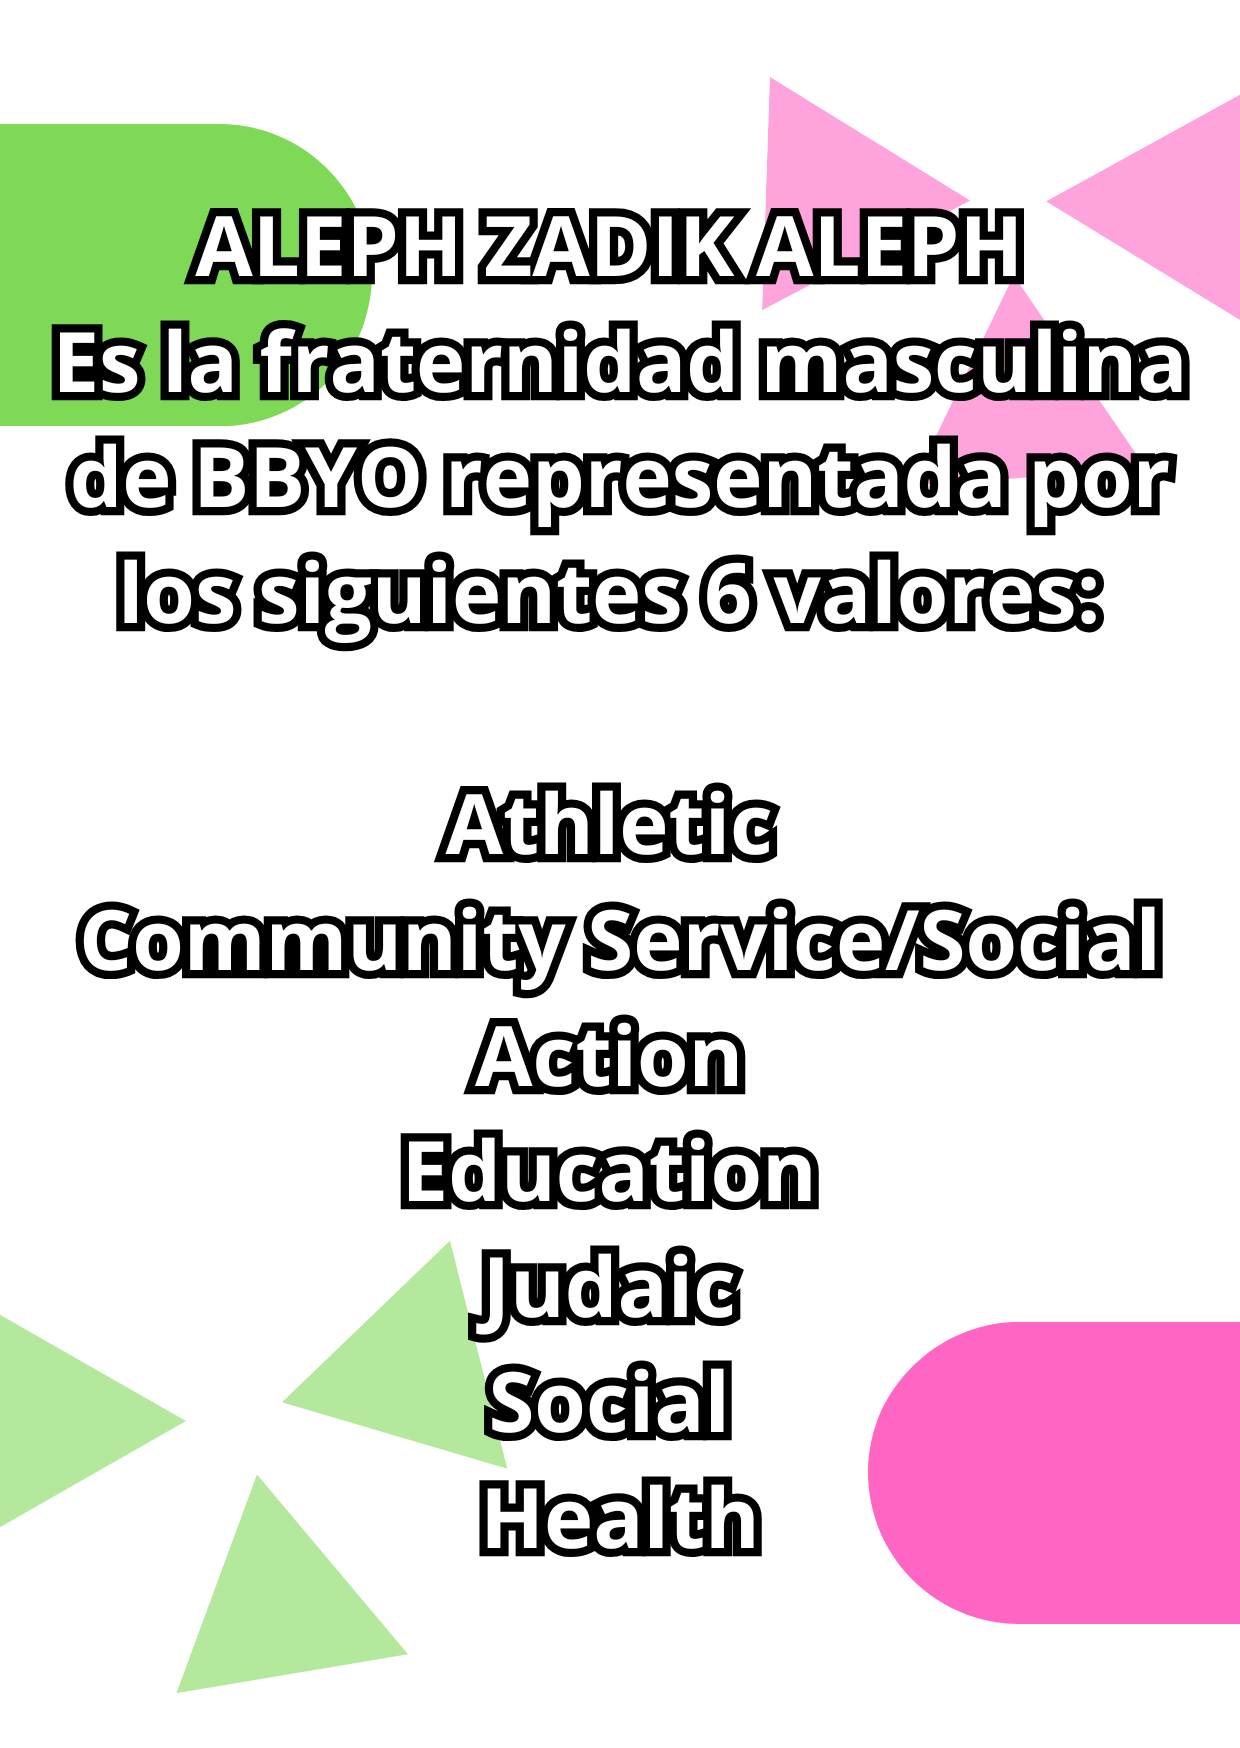 ALEPH ZADIK ALEPH
Es la fraternidad masculina
de BBYO representada por
los siguientes 6 valores:
Athletic
Community Service/Social
Action
Education
Judaic
Social
Health